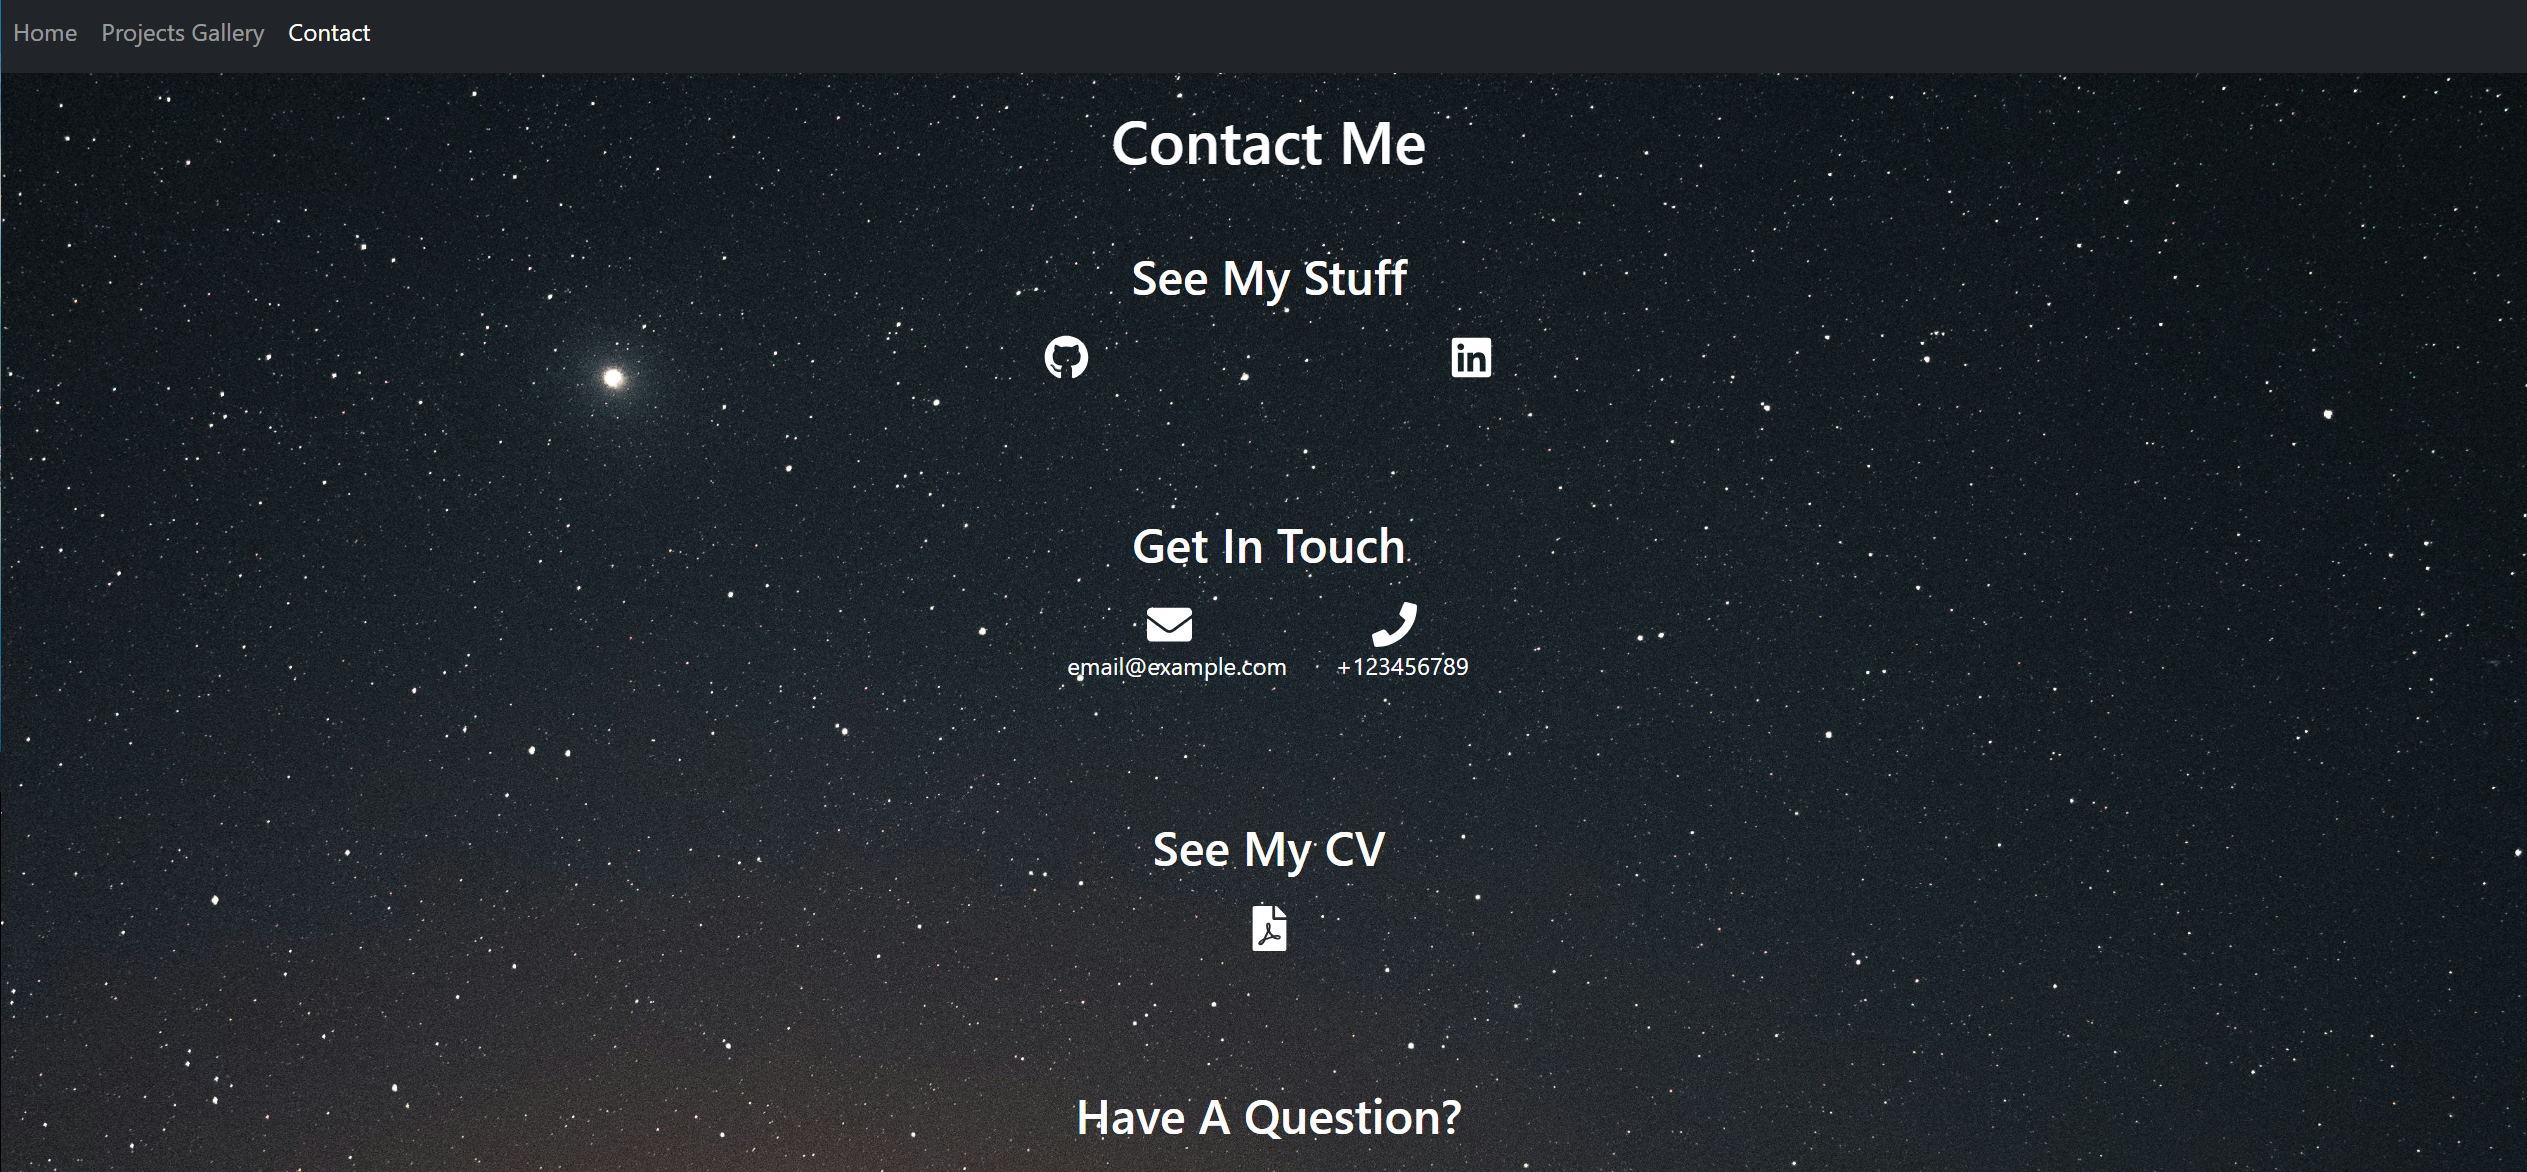 Home Projects Gallery Contact
Contact Me
See My Stuff
in
Get In Touch
email@example.com +123456789
See My CV
Have A Question?